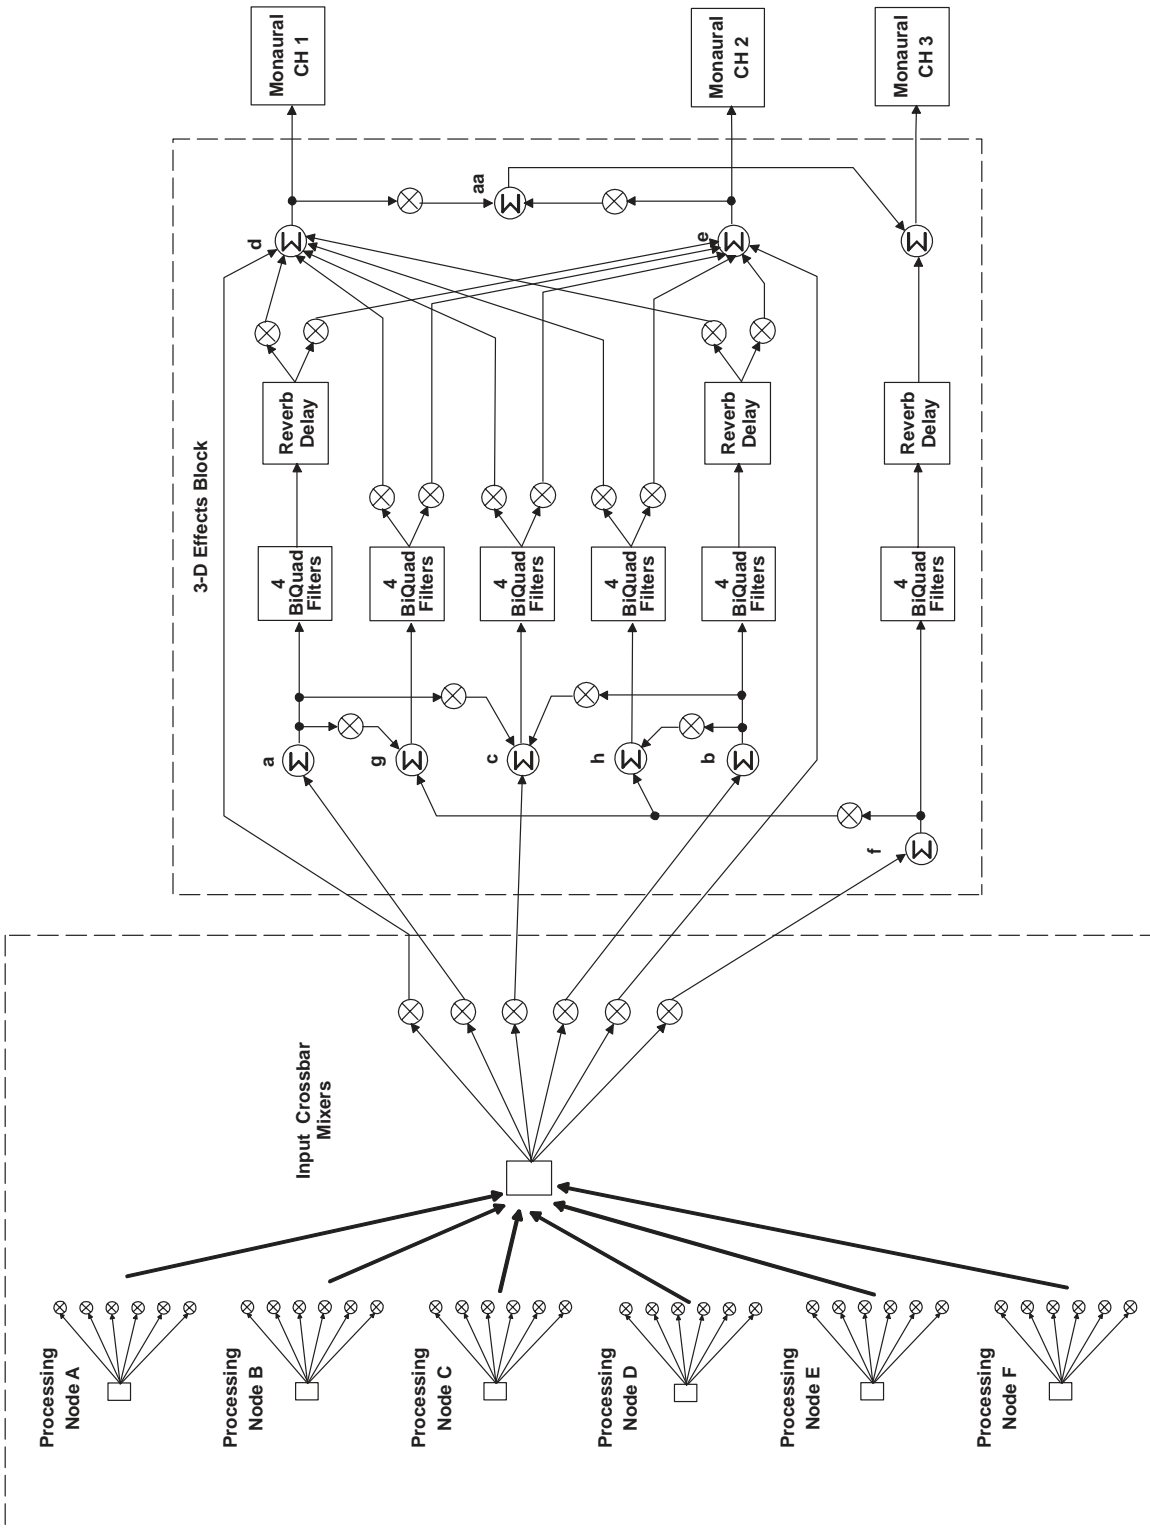 Monaural
CH 1
Monaural
CH 2
Monaural
CH 3
aa
Σ
d
Σ
e
Σ
Σ
3-D Effects Block
Reverb
Delay
Reverb
Delay
Reverb
Delay
4
BiQuad
Filters
4
BiQuad
Filters
4
BiQuad
Filters
4
BiQuad
Filters
4
BiQuad
Filters
4
BiQuad
Filters
a
Σ
g
Σ
c
Σ
h
Σ
b
Σ
f
Σ
Input Crossbar
Mixers
Processing
Node A
Processing
Node B
Processing
Node C
Processing
Node D
Processing
Node E
Processing
Node F